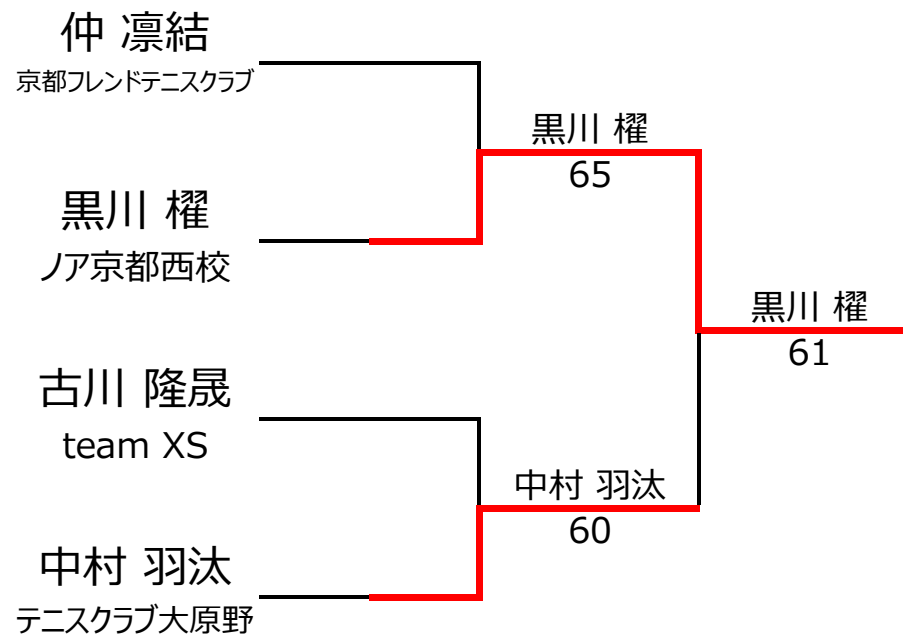 仲 凛結
京都フレンドテニスクラブ
黒川 櫂
65
黒川 櫂
ノア京都西校
黒川 櫂
61
古川 隆晟
team XS
中村 羽汰
60
中村 羽汰
テニスクラブ大原野